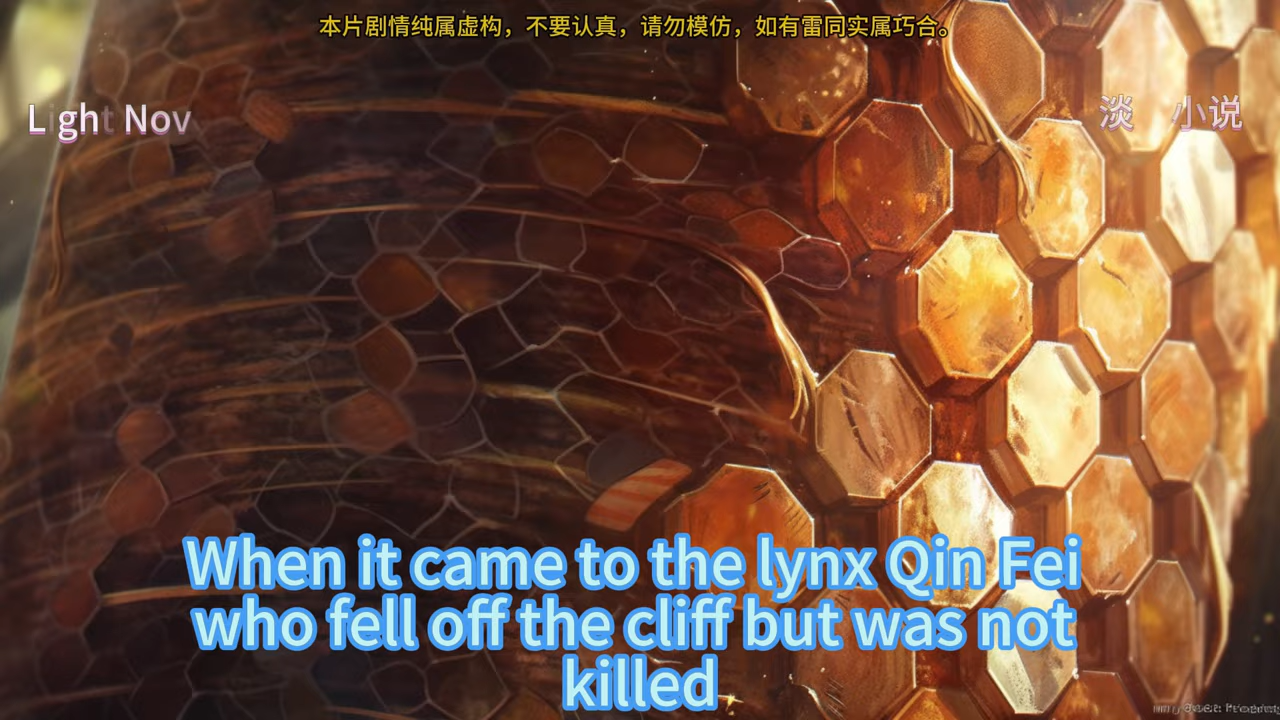 本片剧情纯属虚构，不要认真，请勿模仿，如有雷同实属巧合。
Light Nov
淡 小说
When it came to the lynx Qin Fei
who fell off the cliff but was not
killed